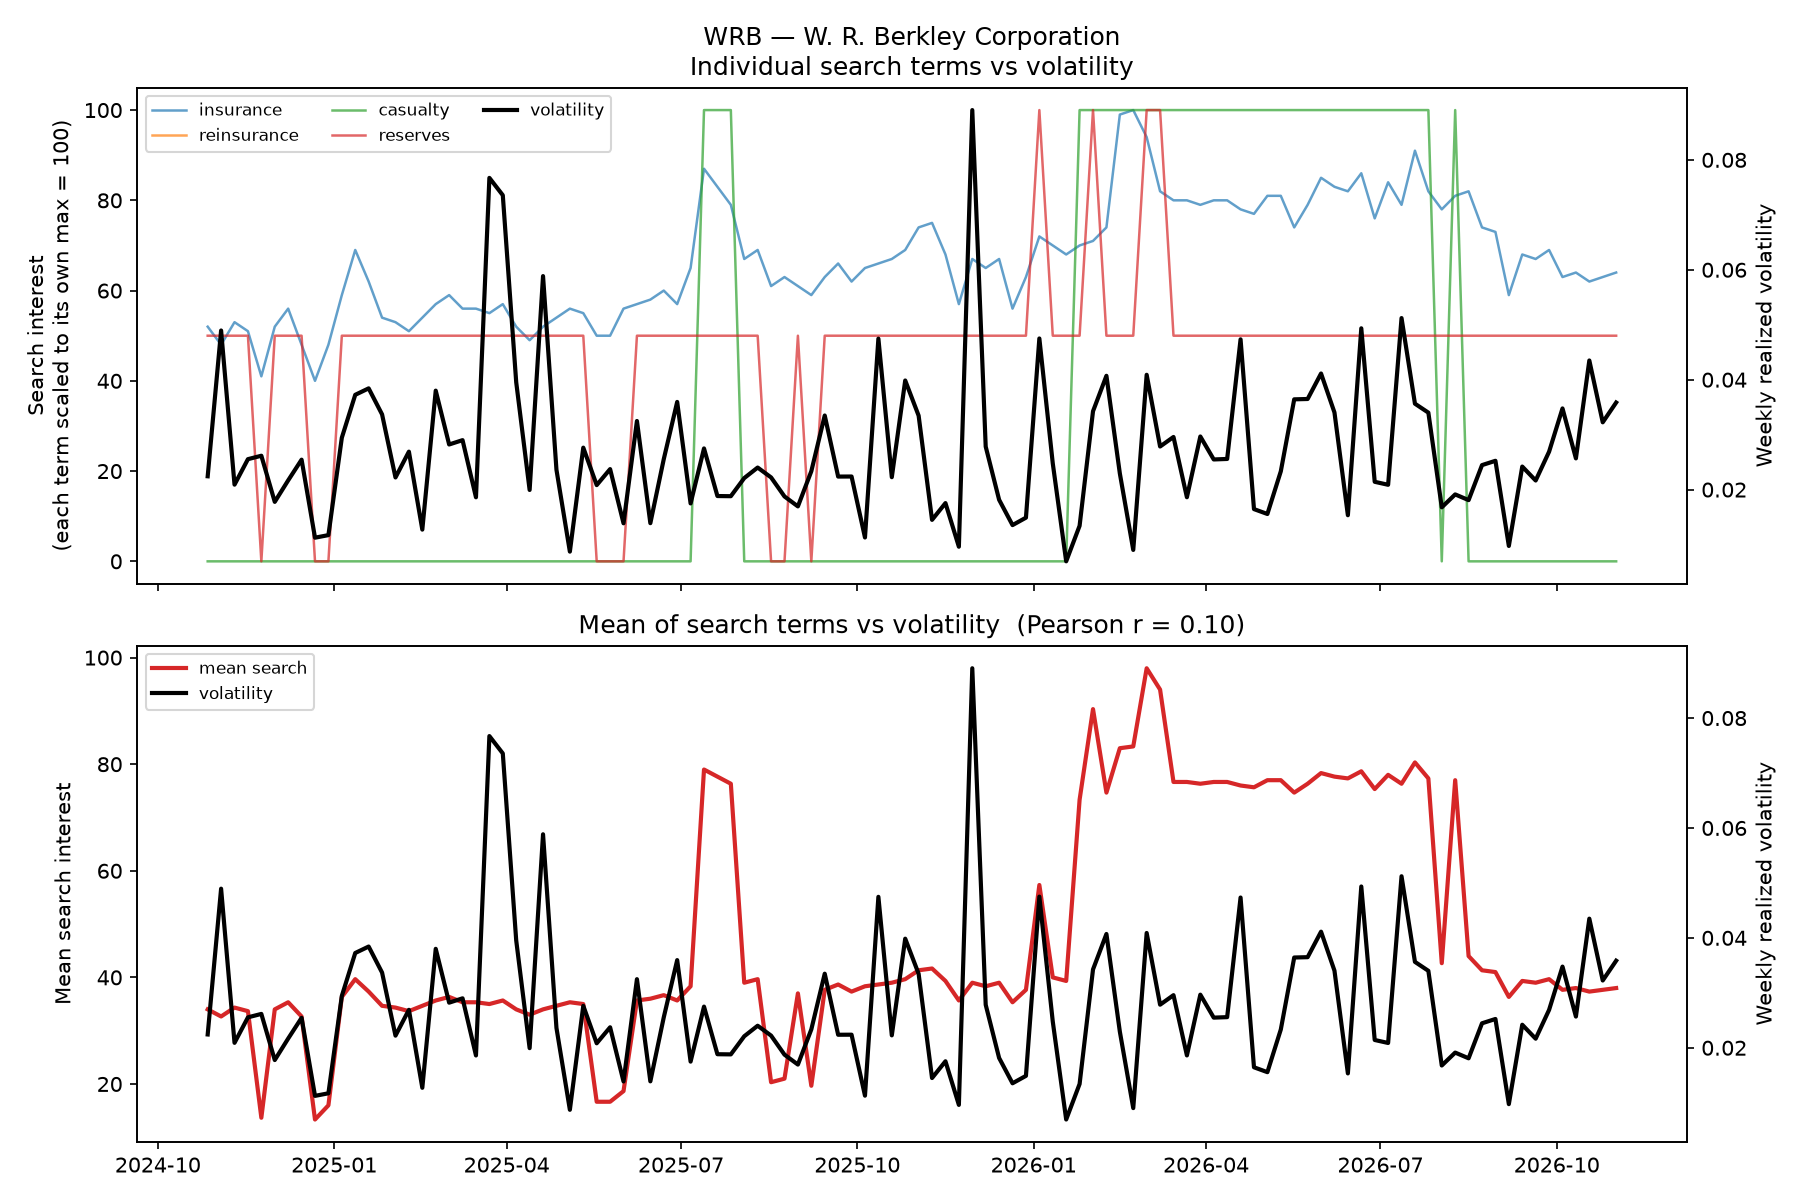 WRB — W. R. Berkley Corporation
Individual search terms vs volatility
insurance
reinsurance
casualty
reserves
volatility
Search interest
(each term scaled to its own max = 100)
100
80
60
40
20
0
0.08
0.06
0.04
0.02
Weekly realized volatility
Mean of search terms vs volatility (Pearson r = 0.10)
mean search
volatility
Mean search interest
100
80
60
40
20
0.08
0.06
0.04
0.02
Weekly realized volatility
2024-10
2025-01
2025-04
2025-07
2025-10
2026-01
2026-04
2026-07
2026-10